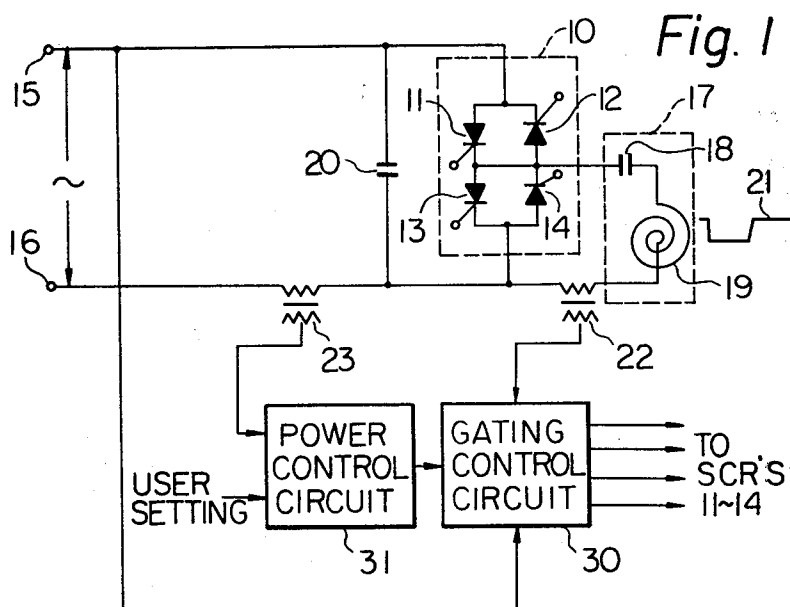 Fig. 1
10
15
11
12
17
18
20
21
13
14
16
19
23
22
POWER
CONTROL
CIRCUIT
GATING
CONTROL
CIRCUIT
TO
SCR'S
11~14
USER
SETTING
31
30